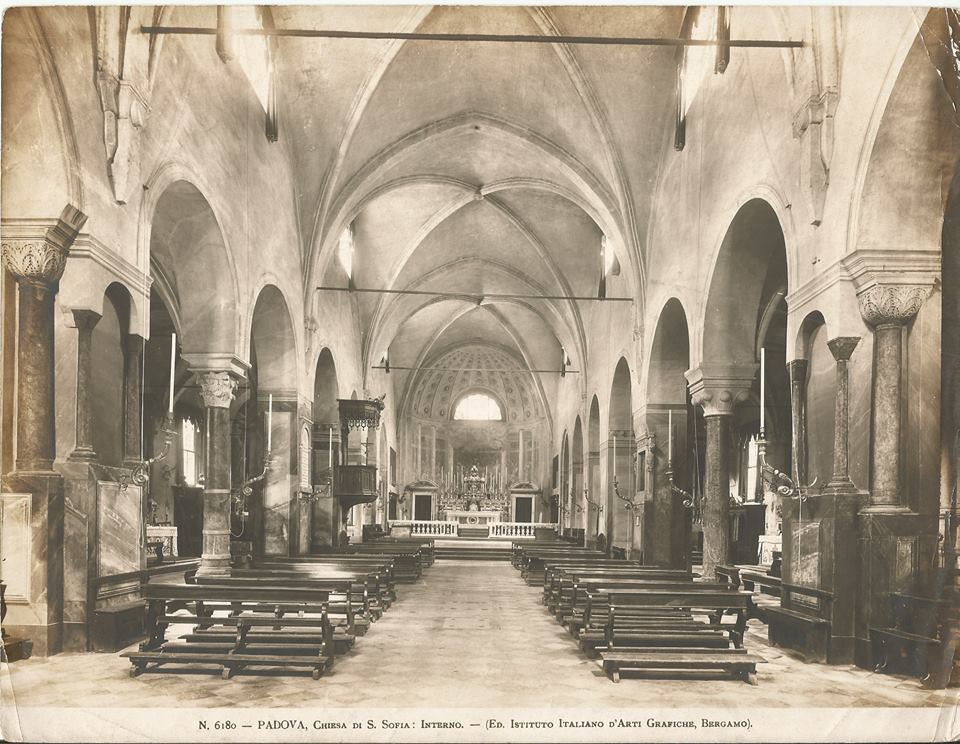 N. 6180 — PADOVA, Chiesa di S. Sofia: Interno. — (Ed. Istituto Italiano d'Arti Grafiche, Bergamo).